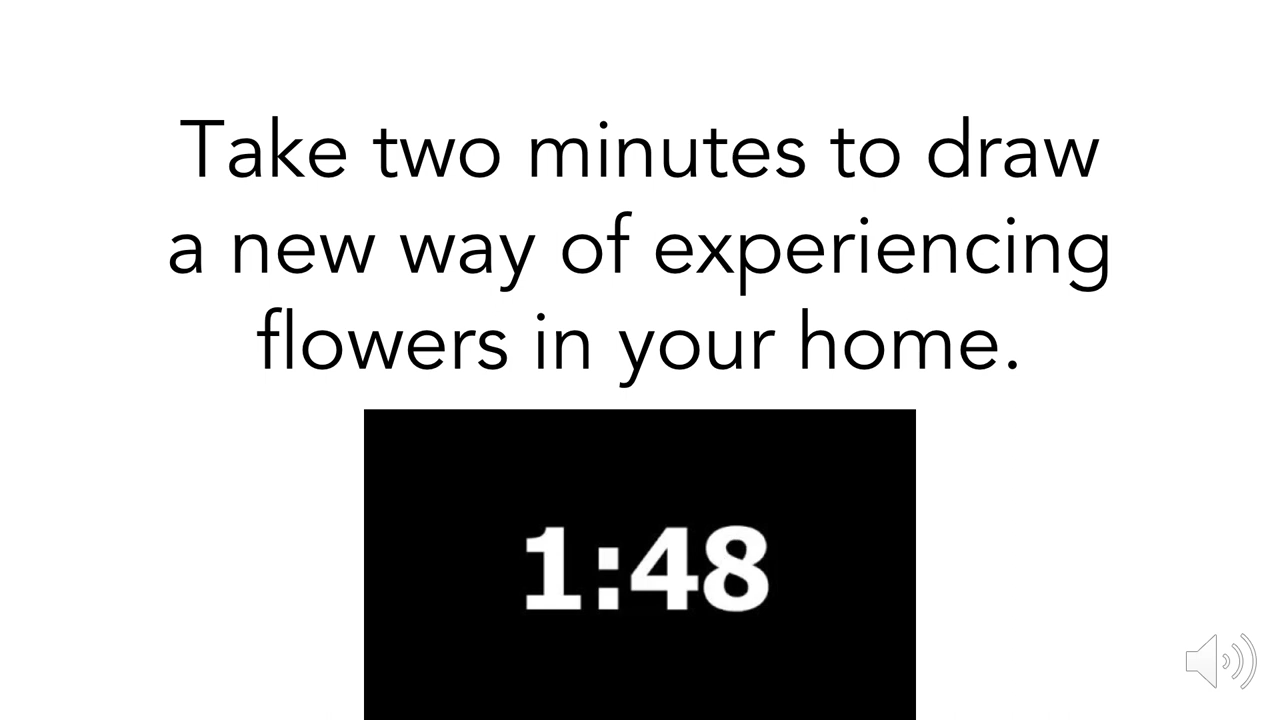 Take two minutes to draw
a new way of experiencing
flowers in your home.
1:48